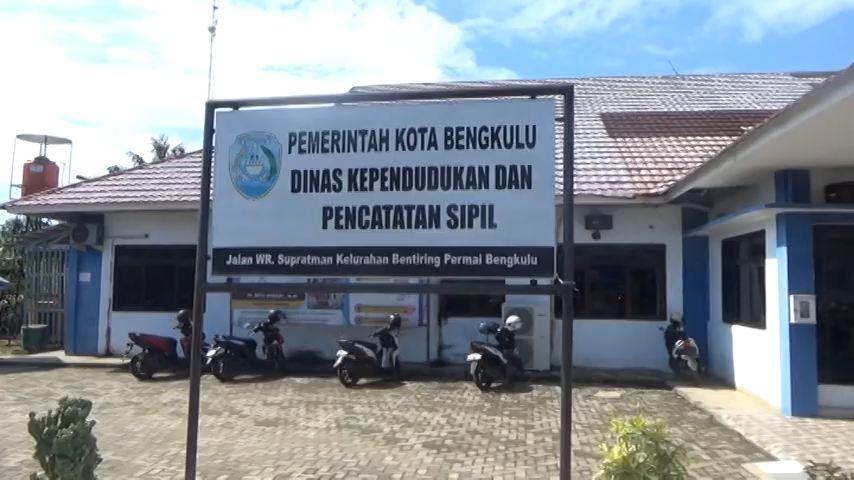 PEMERINTAH KOTA BENGKULU
DINAS KEPENDUDUKAN DAN
PENCATATAN SIPIL
Jalan WR. Supratman Kelurahan Bentiring Permai Bengkulu